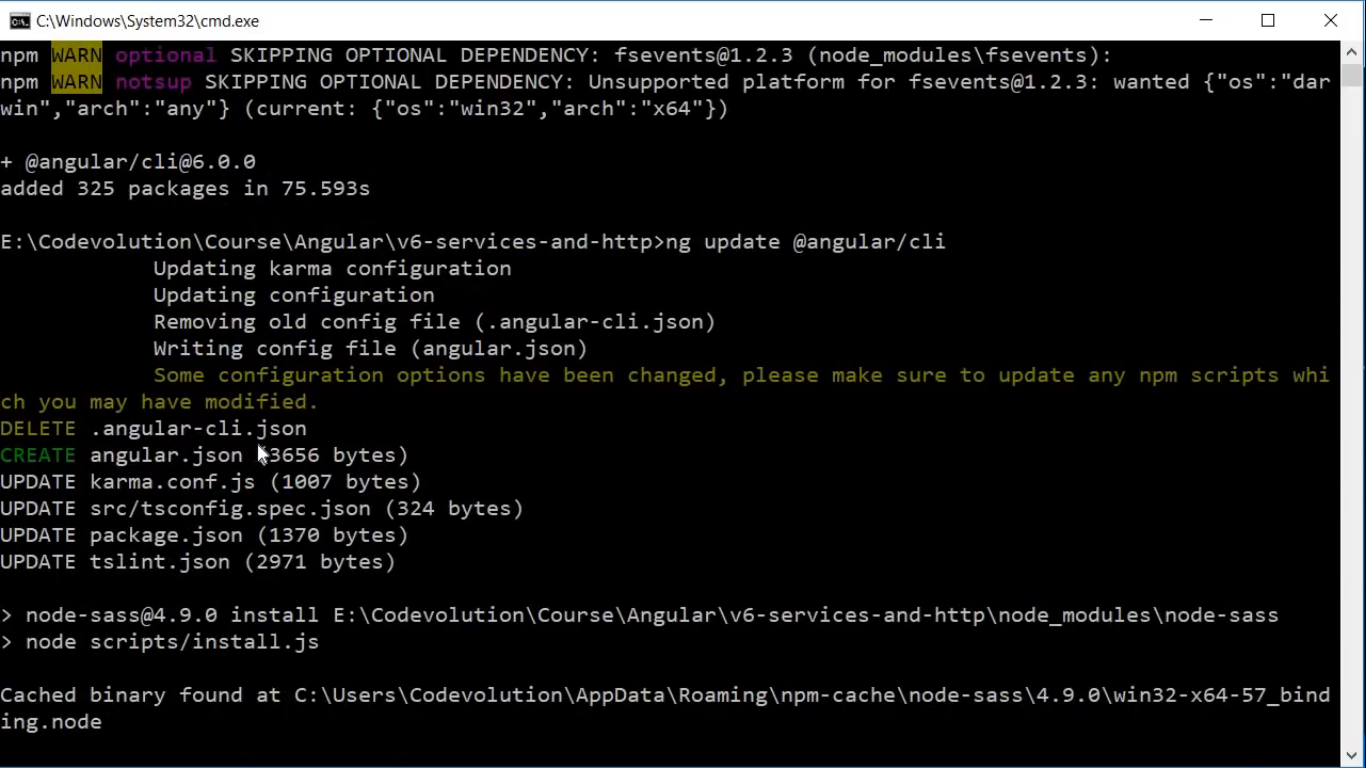 C:\Windows\System32\cmd.exe
npm WARN optional SKIPPING OPTIONAL DEPENDENCY: fsevents@1.2.3 (node_modules\fsevents):
npm WARN notsup SKIPPING OPTIONAL DEPENDENCY: Unsupported platform for fsevents@1.2.3: wanted {"os":"dar
win","arch":"any"} (current: {"os":"win32","arch":"x64"})
+ @angular/cli@6.0.0
added 325 packages in 75.593s
E:\Codevolution\Course\Angular\v6-services-and-http>ng update @angular/cli
Updating karma configuration
Updating configuration
Removing old config file (.angular-cli.json)
Writing config file (angular.json)
Some configuration options have been changed, please make sure to update any npm scripts whi
ch you may have modified.
DELETE .angular-cli.json
CREATE angular.json (3656 bytes)
UPDATE karma.conf.js (1007 bytes)
UPDATE src/tsconfig.spec.json (324 bytes)
UPDATE package.json (1370 bytes)
UPDATE tslint.json (2971 bytes)
> node-sass@4.9.0 install E:\Codevolution\Course\Angular\v6-services-and-http\node_modules\node-sass
> node scripts/install.js
Cached binary found at C:\Users\Codevolution\AppData\Roaming\npm-cache\node-sass\4.9.0\win32-x64-57_bind
ing.node